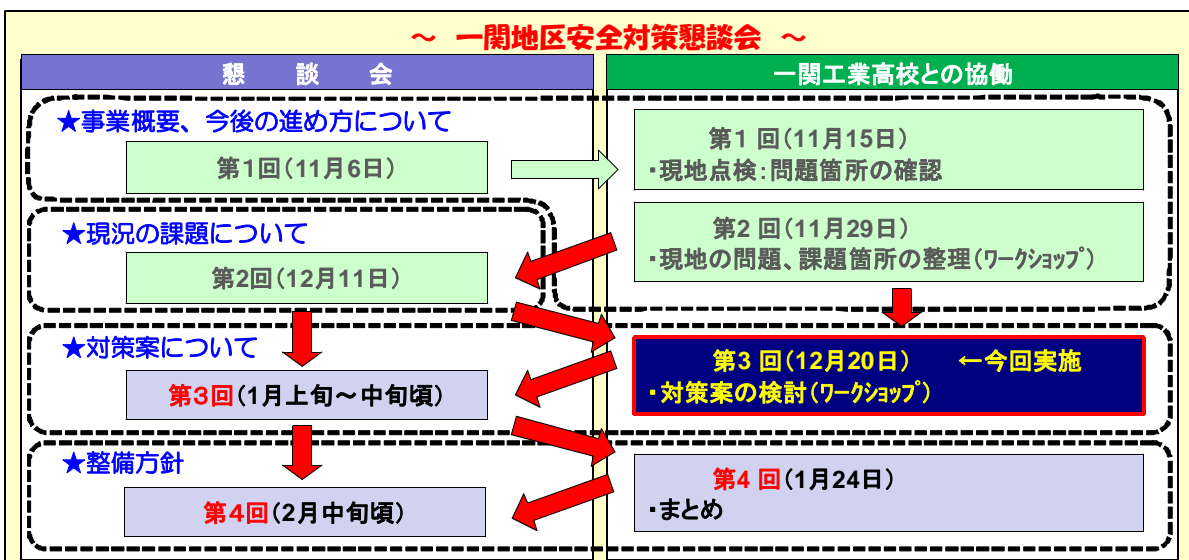 ～ 一関地区安全対策懇談会 ～
懇　談　会
一関工業高校との協働
★事業概要、今後の進め方について
第1回（11月6日）
第1 回（11月15日）
・現地点検：問題箇所の確認
第2 回（11月29日）
・現地の問題、課題箇所の整理（ﾜｰｸｼｮｯﾌﾟ）
★現況の課題について
第2回（12月11日）
★対策案について
第3回（1月上旬～中旬頃）
第3 回（12月20日）　←今回実施
・対策案の検討（ﾜｰｸｼｮｯﾌﾟ）
★整備方針
第4回（2月中旬頃）
第4 回（1月24日）
・まとめ